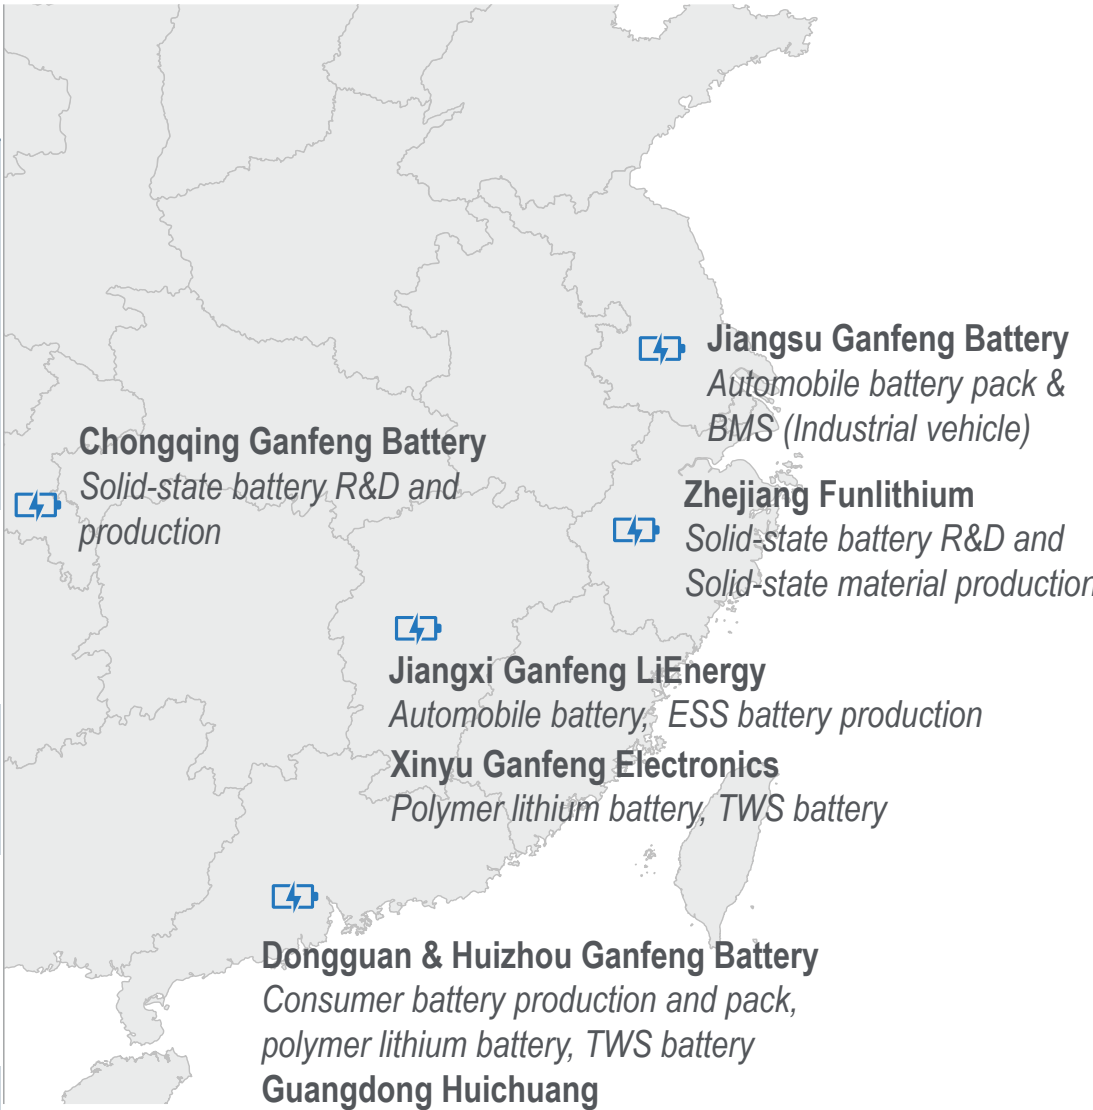 Jiangsu Ganfeng Battery
Automobile battery pack &
BMS (Industrial vehicle)
Chongqing Ganfeng Battery
Solid-state battery R&D and
production
Zhejiang Funlithium
Solid-state battery R&D and
Solid-state material production
Jiangxi Ganfeng LiEnergy
Automobile battery, ESS battery production
Xinyu Ganfeng Electronics
Polymer lithium battery, TWS battery
Dongguan & Huizhou Ganfeng Battery
Consumer battery production and pack,
polymer lithium battery, TWS battery
Guangdong Huichuang